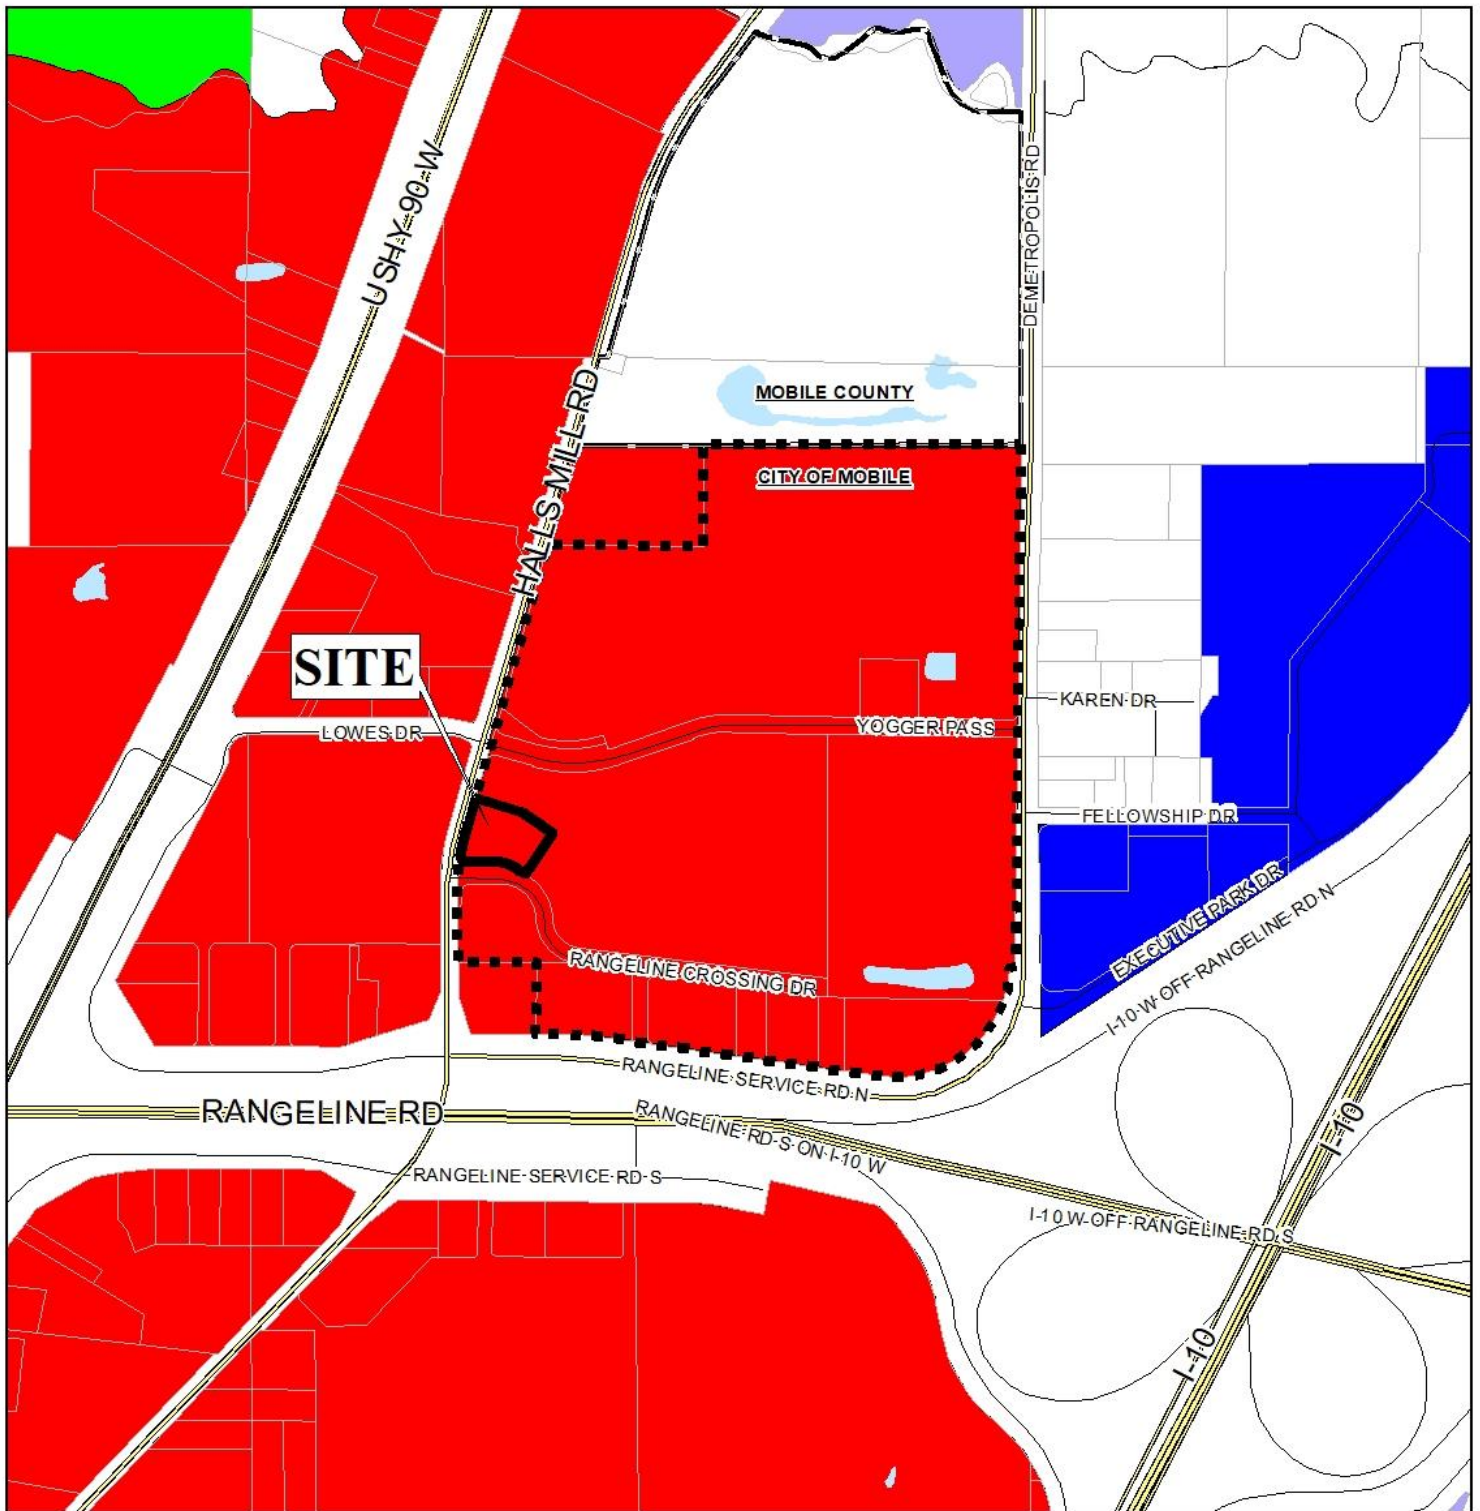 USHY 90 W
DEMETROPOLIS RD
MOBILE COUNTY
HALLS MILL RD
CITY OF MOBILE
SITE
KAREN DR
LOWES DR
YOGGER PASS
FELLOWSHIP DR
EXECUTIVE PARK DR
I-10 W OFF RANGELINE RD N
RANGELINE CROSSING DR
RANGELINE SERVICE RD N
RANGELINE RD
RANGELINE RD S ON I-10 W
I-10
RANGELINE SERVICE RD S
I-10 W OFF RANGELINE RD S
I-10